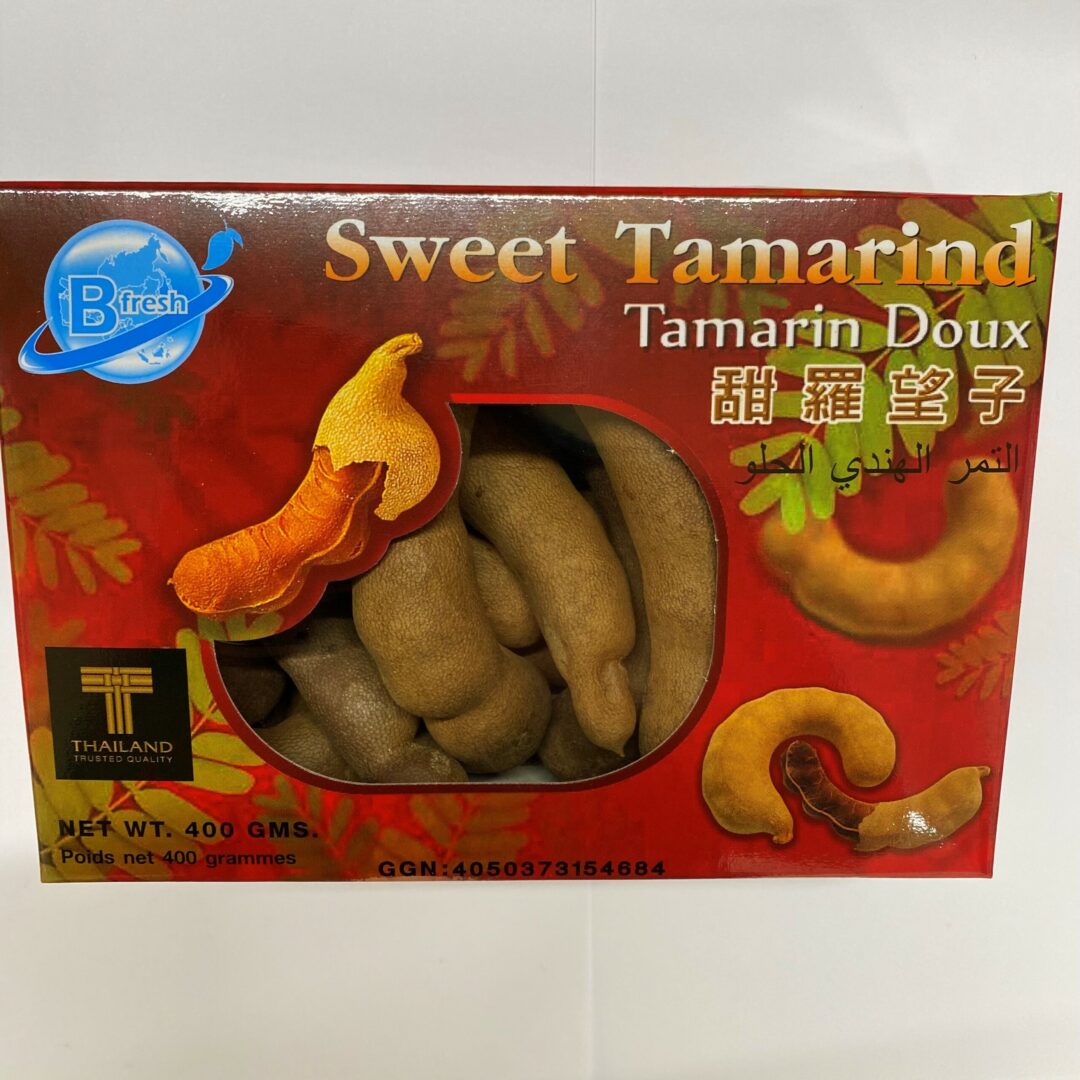 B fresh
Sweet Tamarind
Tamarin Doux
甜羅望子
التمر الهندي الحلو
THAILAND
TRUSTED QUALITY
NET WT. 400 GMS.
Poids net 400 grammes
GGN:4050373154684